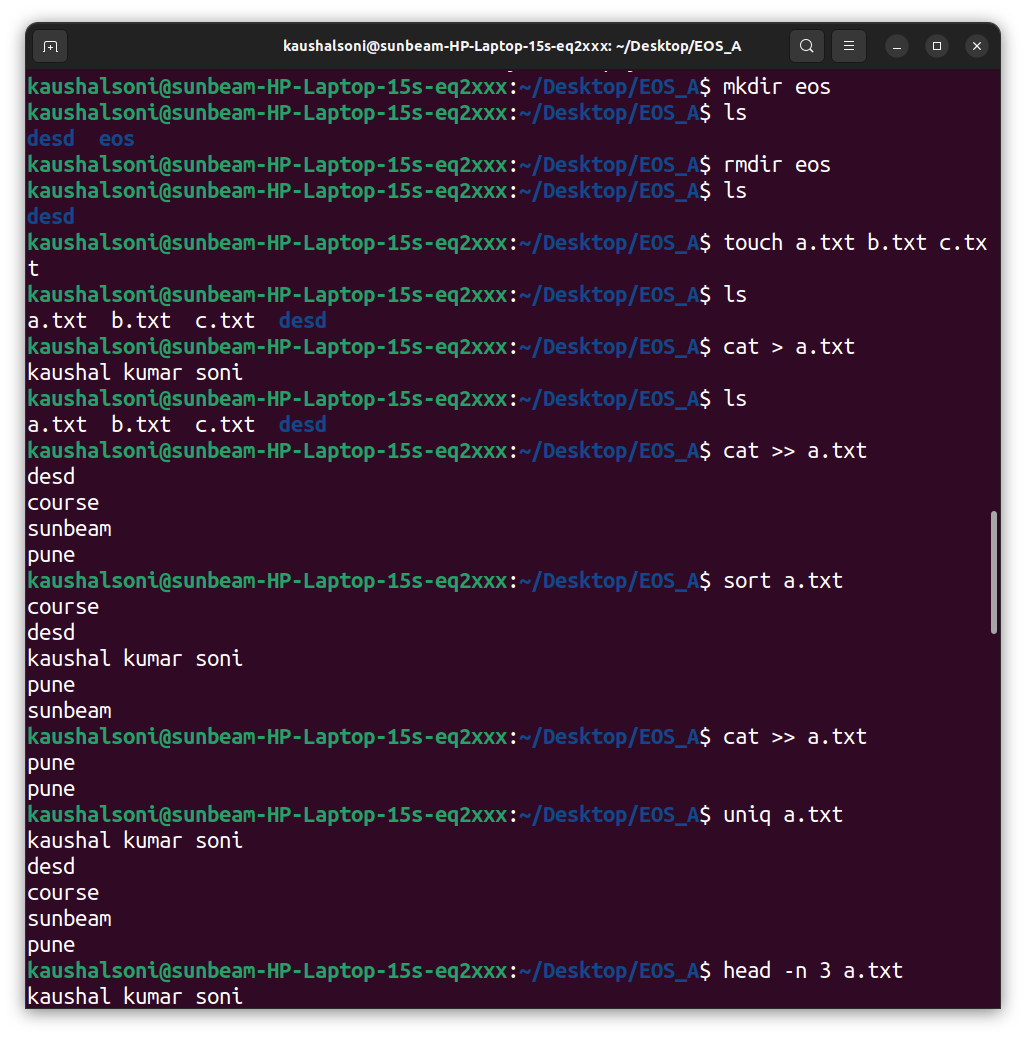 kaushalsoni@sunbeam-HP-Laptop-15s-eq2xxx: ~/Desktop/EOS_A
kaushalsoni@sunbeam-HP-Laptop-15s-eq2xxx:~/Desktop/EOS_A$ mkdir eos
kaushalsoni@sunbeam-HP-Laptop-15s-eq2xxx:~/Desktop/EOS_A$ ls
desd  eos
kaushalsoni@sunbeam-HP-Laptop-15s-eq2xxx:~/Desktop/EOS_A$ rmdir eos
kaushalsoni@sunbeam-HP-Laptop-15s-eq2xxx:~/Desktop/EOS_A$ ls
desd
kaushalsoni@sunbeam-HP-Laptop-15s-eq2xxx:~/Desktop/EOS_A$ touch a.txt b.txt c.tx
t
kaushalsoni@sunbeam-HP-Laptop-15s-eq2xxx:~/Desktop/EOS_A$ ls
a.txt  b.txt  c.txt  desd
kaushalsoni@sunbeam-HP-Laptop-15s-eq2xxx:~/Desktop/EOS_A$ cat > a.txt
kaushal kumar soni
kaushalsoni@sunbeam-HP-Laptop-15s-eq2xxx:~/Desktop/EOS_A$ ls
a.txt  b.txt  c.txt  desd
kaushalsoni@sunbeam-HP-Laptop-15s-eq2xxx:~/Desktop/EOS_A$ cat >> a.txt
desd
course
sunbeam
pune
kaushalsoni@sunbeam-HP-Laptop-15s-eq2xxx:~/Desktop/EOS_A$ sort a.txt
course
desd
kaushal kumar soni
pune
sunbeam
kaushalsoni@sunbeam-HP-Laptop-15s-eq2xxx:~/Desktop/EOS_A$ cat >> a.txt
pune
pune
kaushalsoni@sunbeam-HP-Laptop-15s-eq2xxx:~/Desktop/EOS_A$ uniq a.txt
kaushal kumar soni
desd
course
sunbeam
pune
kaushalsoni@sunbeam-HP-Laptop-15s-eq2xxx:~/Desktop/EOS_A$ head -n 3 a.txt
kaushal kumar soni